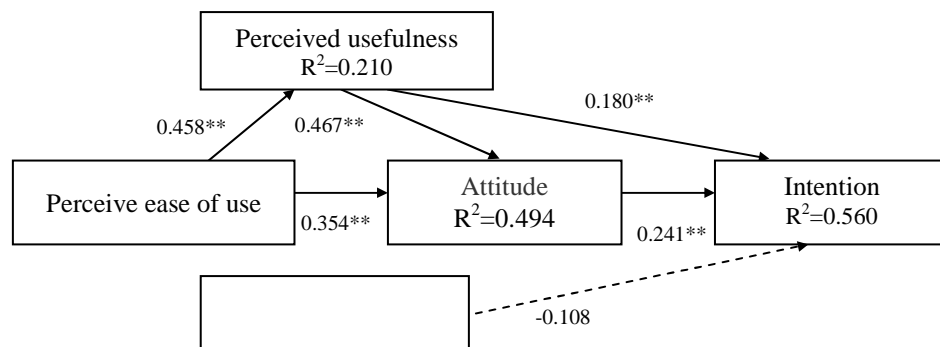 Perceived usefulness
R²=0.210
0.180**
0.458**
0.467**
Perceive ease of use
Attitude
R²=0.494
Intention
R²=0.560
0.354**
0.241**
-0.108